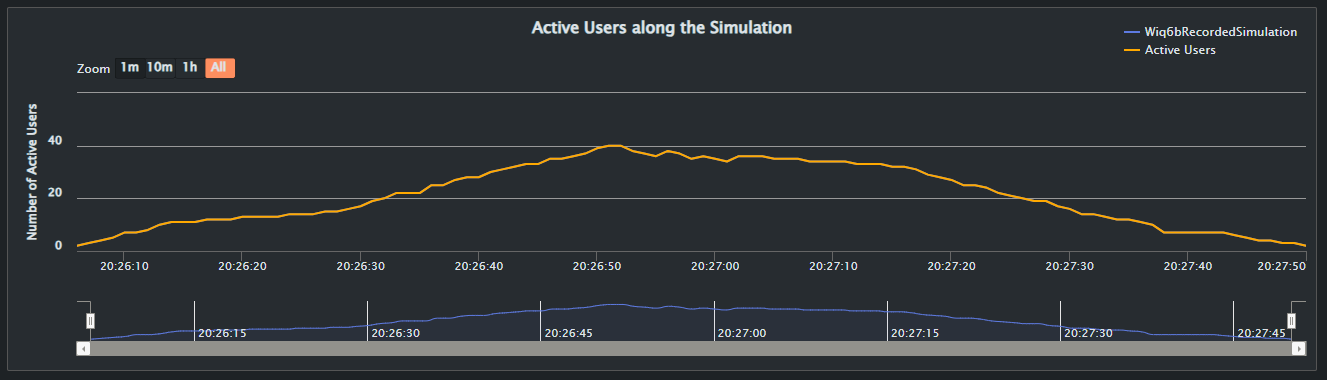 Active Users along the Simulation
Wiq6bRecordedSimulation
Active Users
Zoom 1m 10m 1h All
Number of Active Users
40
20
0
20:26:10 20:26:20 20:26:30 20:26:40 20:26:50 20:27:00 20:27:10 20:27:20 20:27:30 20:27:40 20:27:50
20:26:15 20:26:30 20:26:45 20:27:00 20:27:15 20:27:30 20:27:45